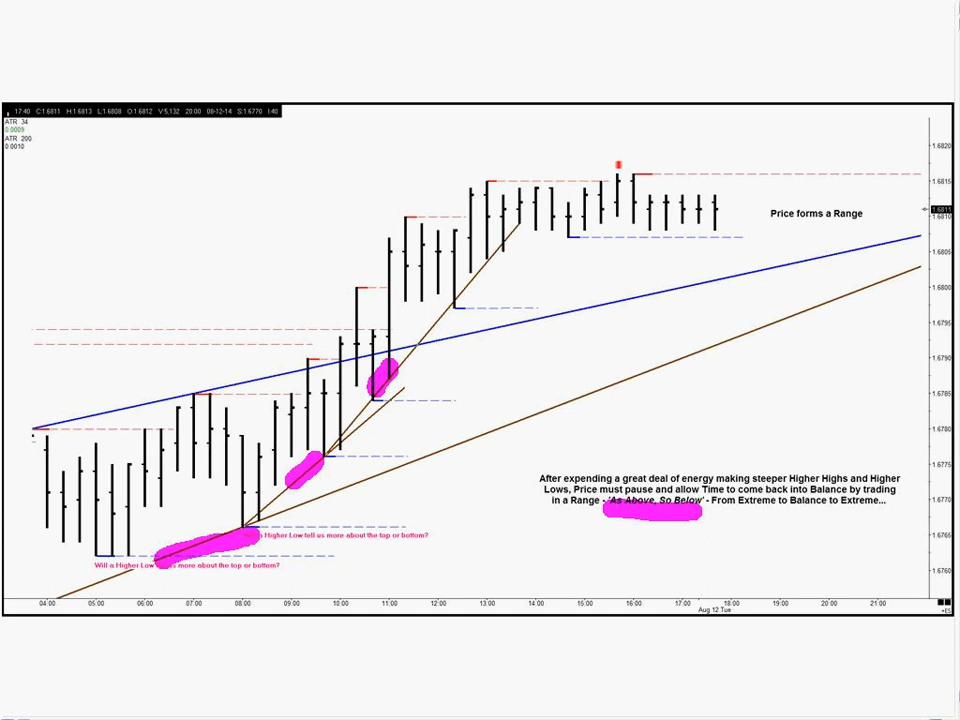 17:40 C:1.6811 H:1.6813 L:1.6808 O:1.6812 V:5,132 20:00 08-12-14 S:1.6770 I:40
ATR 34
0.0009
ATR 200
0.0010
1.6820
1.6815
1.6811
1.6810
Price forms a Range
1.6805
1.6800
1.6795
1.6790
1.6785
1.6780
1.6775
After expending a great deal of energy making steeper Higher Highs and Higher
Lows, Price must pause and allow Time to come back into Balance by trading
in a Range - 'As Above, So Below' - From Extreme to Balance to Extreme...
1.6770
Higher Low tell us more about the top or bottom?
1.6765
Will a Higher Low us more about the top or bottom?
1.6760
04:00 05:00 06:00 07:00 08:00 09:00 10:00 11:00 12:00 13:00 14:00 15:00 16:00 17:00 18:00 19:00 20:00 21:00
Aug 12 Tue